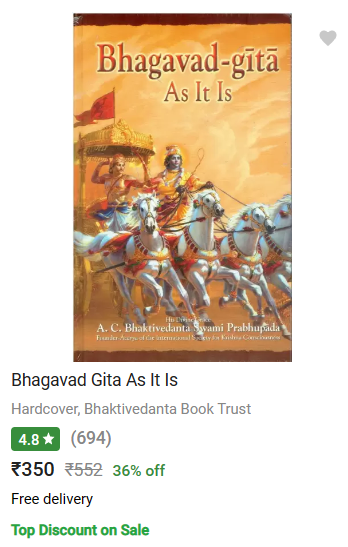 Bhagavad-gītā
As It Is
His Divine Grace
A. C. Bhaktivedanta Swami Prabhupāda
Founder-Ācārya of the International Society for Krishna Consciousness
Bhagavad Gita As It Is
Hardcover, Bhaktivedanta Book Trust
4.8 ★ (694)
₹350 ₹552 36% off
Free delivery
Top Discount on Sale